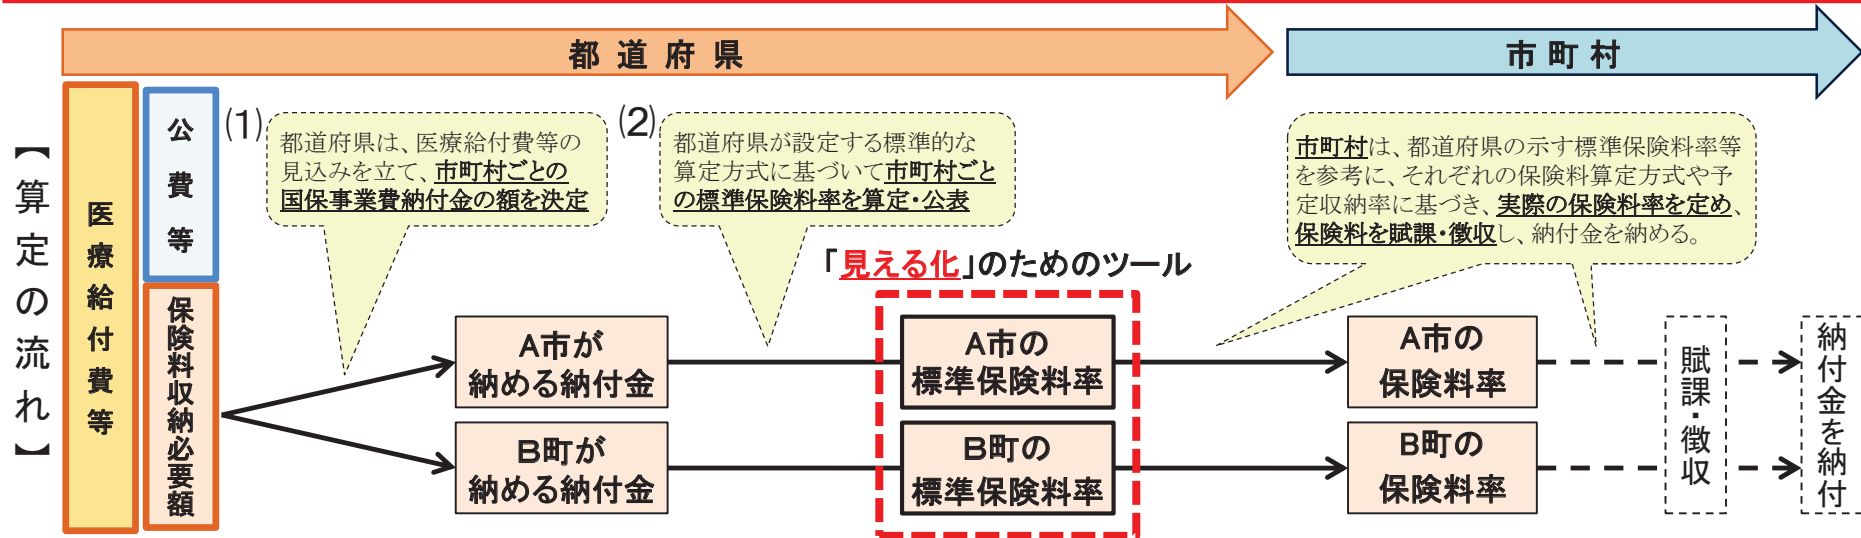 都道府県
市町村
【算定の流れ】
医療給付費等
公費等
保険料収納必要額
(1)
都道府県は、医療給付費等の
見込みを立て、市町村ごとの
国保事業費納付金の額を決定
(2)
都道府県が設定する標準的な
算定方式に基づいて市町村ごと
の標準保険料率を算定・公表
市町村は、都道府県の示す標準保険料率等
を参考に、それぞれの保険料算定方式や予
定収納率に基づき、実際の保険料率を定め、
保険料を賦課・徴収し、納付金を納める。
「見える化」のためのツール
A市が
納める納付金
A市の
標準保険料率
A市の
保険料率
B町が
納める納付金
B町の
標準保険料率
B町の
保険料率
賦課・徴収
納付金を納付